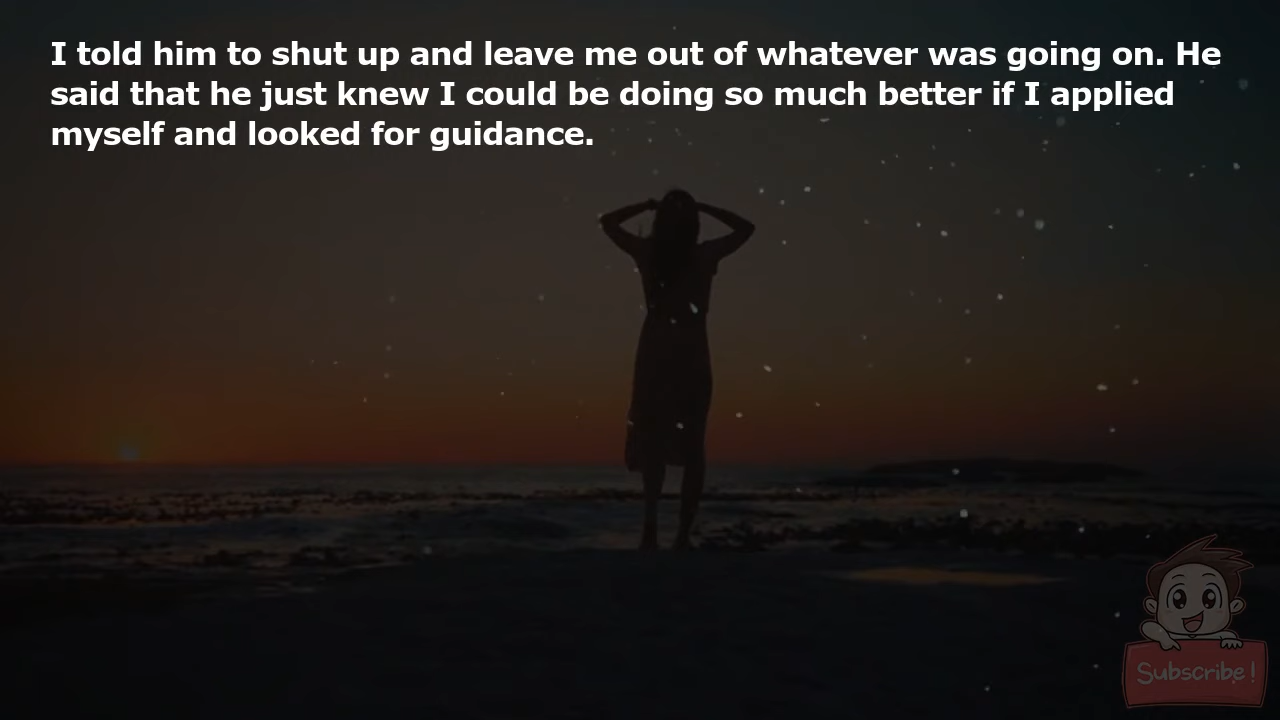 I told him to shut up and leave me out of whatever was going on. He
said that he just knew I could be doing so much better if I applied
myself and looked for guidance.
Subscribe!